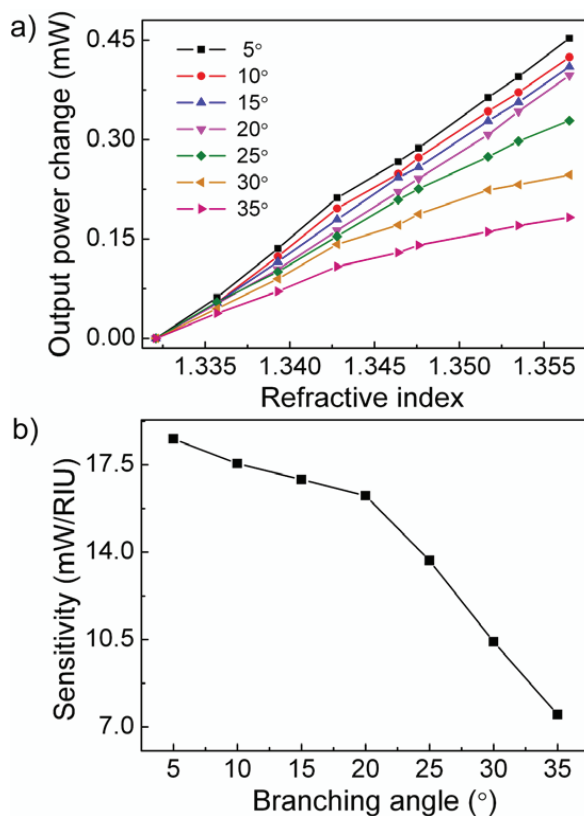 a)
Output power change (mW)
0.45
0.30
0.15
0.00
5°
10°
15°
20°
25°
30°
35°
1.335 1.340 1.345 1.350 1.355
Refractive index
b)
Sensitivity (mW/RIU)
17.5
14.0
10.5
7.0
5 10 15 20 25 30 35
Branching angle (°)